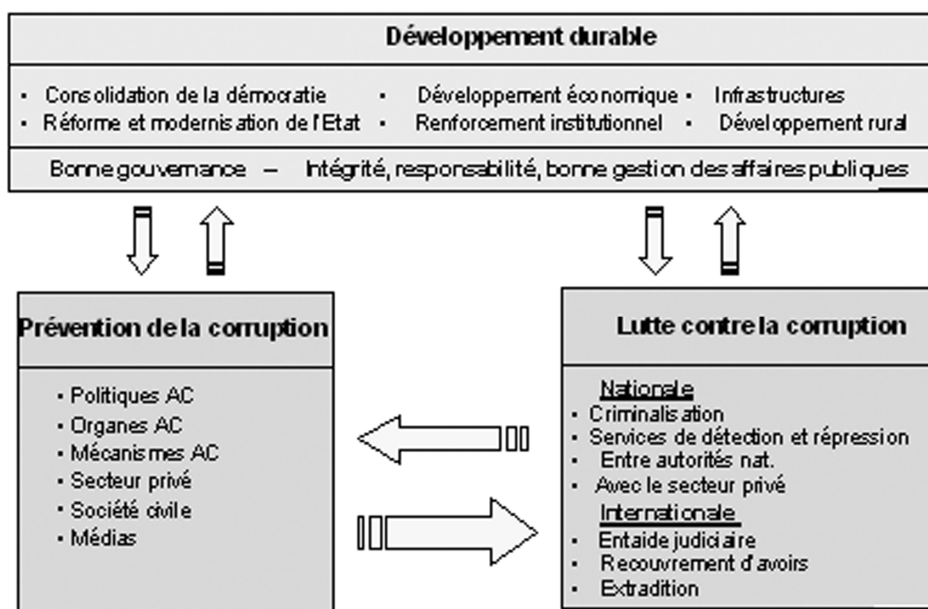 Développement durable
• Consolidation de la démocratie • Développement économique • Infrastructures
• Réforme et modernisation de l'Etat • Renforcement institutionnel • Développement rural
Bonne gouvernance – Intégrité, responsabilité, bonne gestion des affaires publiques
Prévention de la corruption
• Politiques AC
• Organes AC
• Mécanismes AC
• Secteur privé
• Société civile
• Médias
Lutte contre la corruption
Nationale
• Criminalisation
• Services de détection et répression
• Entre autorités nat.
• Avec le secteur privé
Internationale
• Entaide judiciaire
• Recouvrement d'avoirs
• Extradition